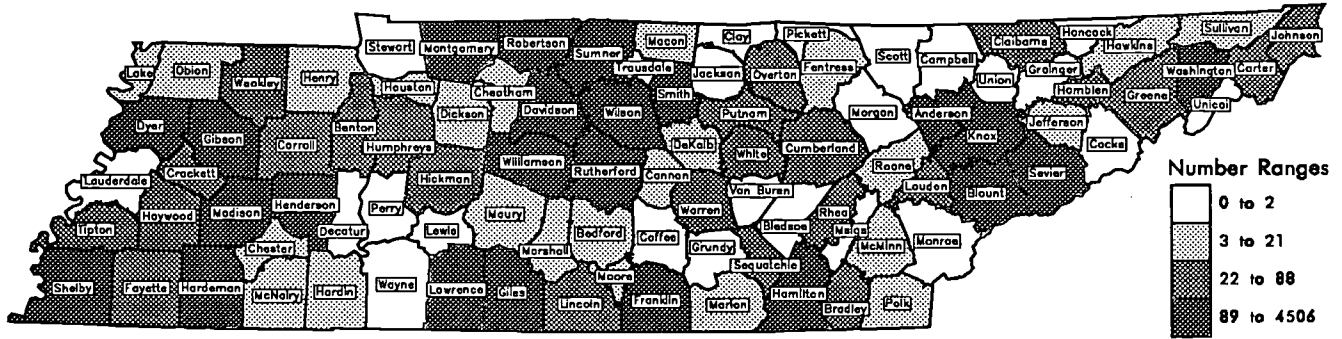 Stewart
Montgomery
Robertson
Sumner
Macon
Clay
Pickett
Scott
Campbell
Claiborne
Hancock
Hawkins
Sullivan
Johnson
Lake
Obion
Weakley
Henry
Houston
Cheatham
Trousdale
Jackson
Overton
Fentress
Union
Grainger
Hamblen
Washington
Carter
Greene
Unicoi
Dyer
Gibson
Carroll
Benton
Humphreys
Dickson
Davidson
Wilson
Smith
Putnam
Morgan
Anderson
Knox
Jefferson
Cocke
Lauderdale
Crockett
Hickman
Williamson
Rutherford
DeKalb
Cannon
White
Cumberland
Roane
Loudon
Blount
Sevier
Tipton
Haywood
Madison
Henderson
Decatur
Perry
Lewis
Maury
Marshall
Bedford
Coffee
Warren
Van Buren
Bledsoe
Rhea
Meigs
McMinn
Monroe
Chester
Grundy
Sequatchie
Moore
Shelby
Fayette
Hardeman
McNairy
Hardin
Wayne
Lawrence
Giles
Lincoln
Franklin
Marion
Hamilton
Bradley
Polk
Number Ranges
0 to 2
3 to 21
22 to 88
89 to 4506